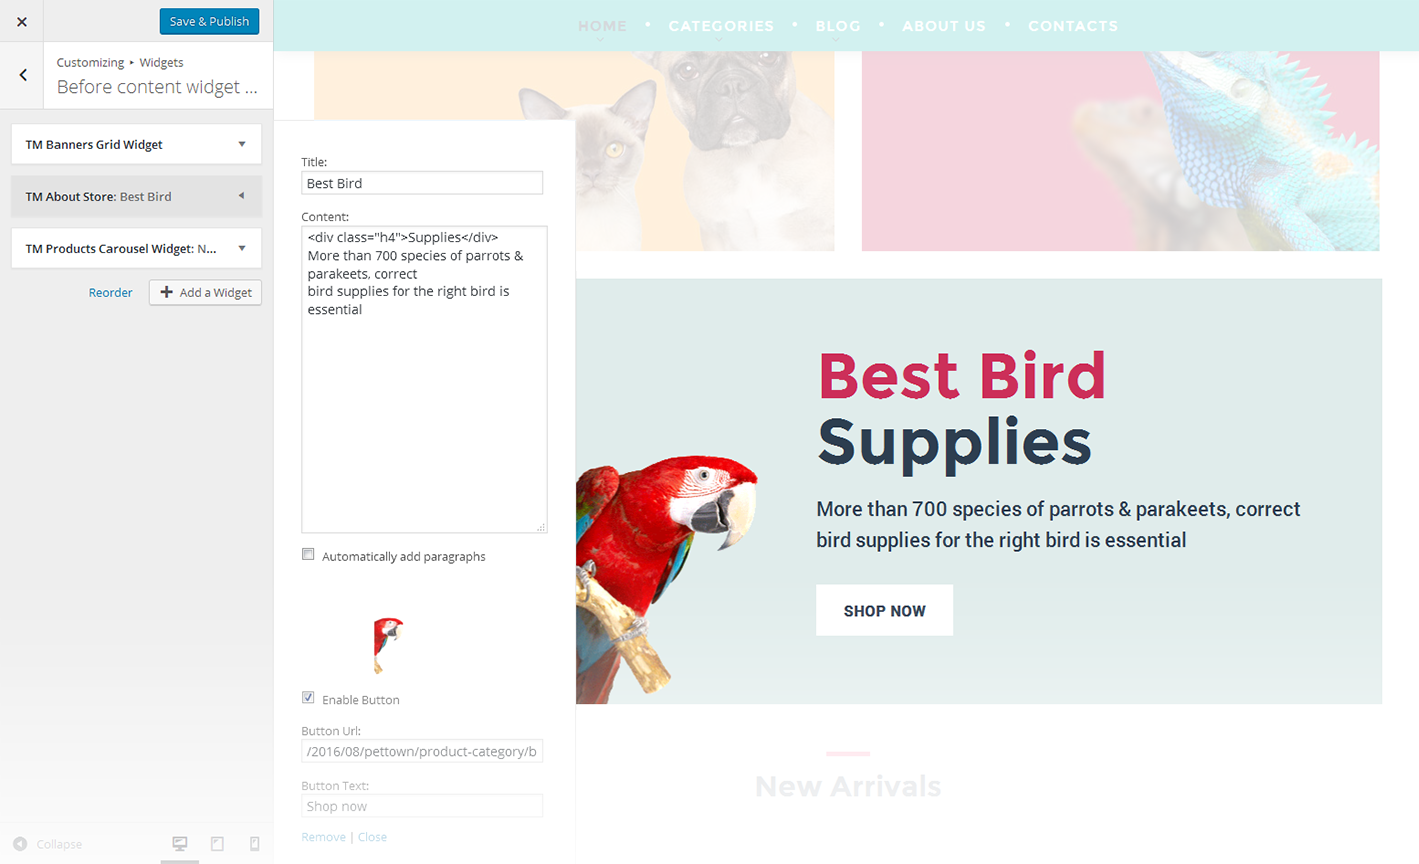 Save & Publish
Customizing ▸ Widgets
Before content widget ...
TM Banners Grid Widget
TM About Store: Best Bird
TM Products Carousel Widget: N...
Reorder
Add a Widget
Collapse
Title:
Best Bird
Content:
<div class="h4">Supplies</div>
More than 700 species of parrots &
parakeets, correct
bird supplies for the right bird is
essential
Automatically add paragraphs
Enable Button
Button Url:
/2016/08/pettown/product-category/b
Button Text:
Shop now
Remove | Close
HOME • CATEGORIES • BLOG • ABOUT US • CONTACTS
Best Bird
Supplies
More than 700 species of parrots & parakeets, correct
bird supplies for the right bird is essential
SHOP NOW
New Arrivals